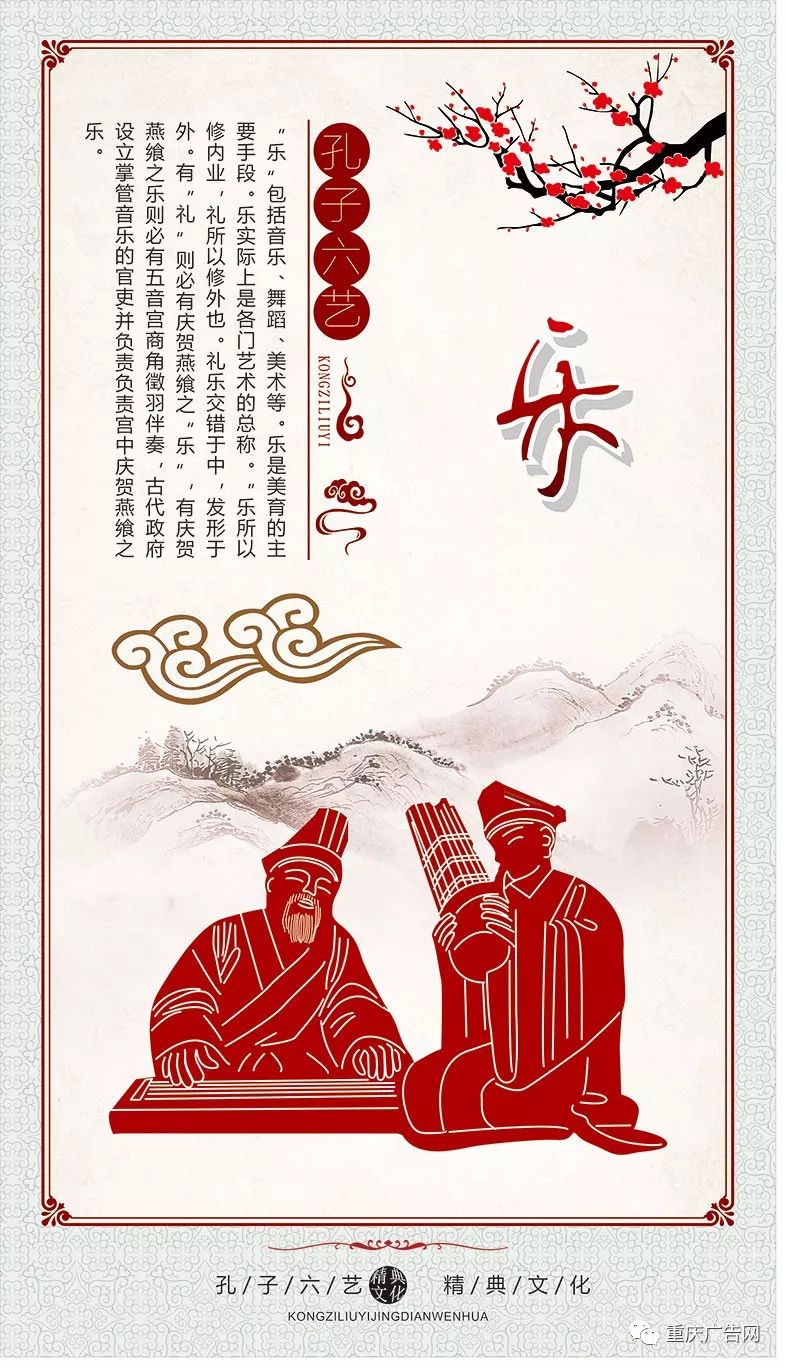 乐
孔子六艺
KONGZILIUYI
“乐”包括音乐、舞蹈、美术等。乐是美育的主
要手段。乐实际上是各门艺术的总称。“乐所以
修内业,礼所以修外也。礼乐交错于中,发形于
外。有“礼”则必有庆贺燕飨之“乐”,有庆贺
燕飨之乐则必有五音宫商角徵羽伴奏,古代政府
设立掌管音乐的官吏,并负责负责宫中庆贺燕飨之
乐。
孔/子/六/艺 精典文化 精/典/文/化
KONGZILIUYIJINGDIANWENHUA
重庆广告网